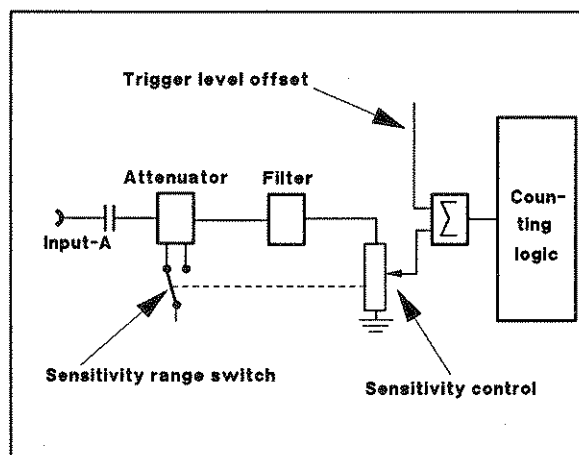 Trigger level offset
Attenuator
Filter
Input-A
Σ
Coun-
ting
logic
Sensitivity range switch
Sensitivity control